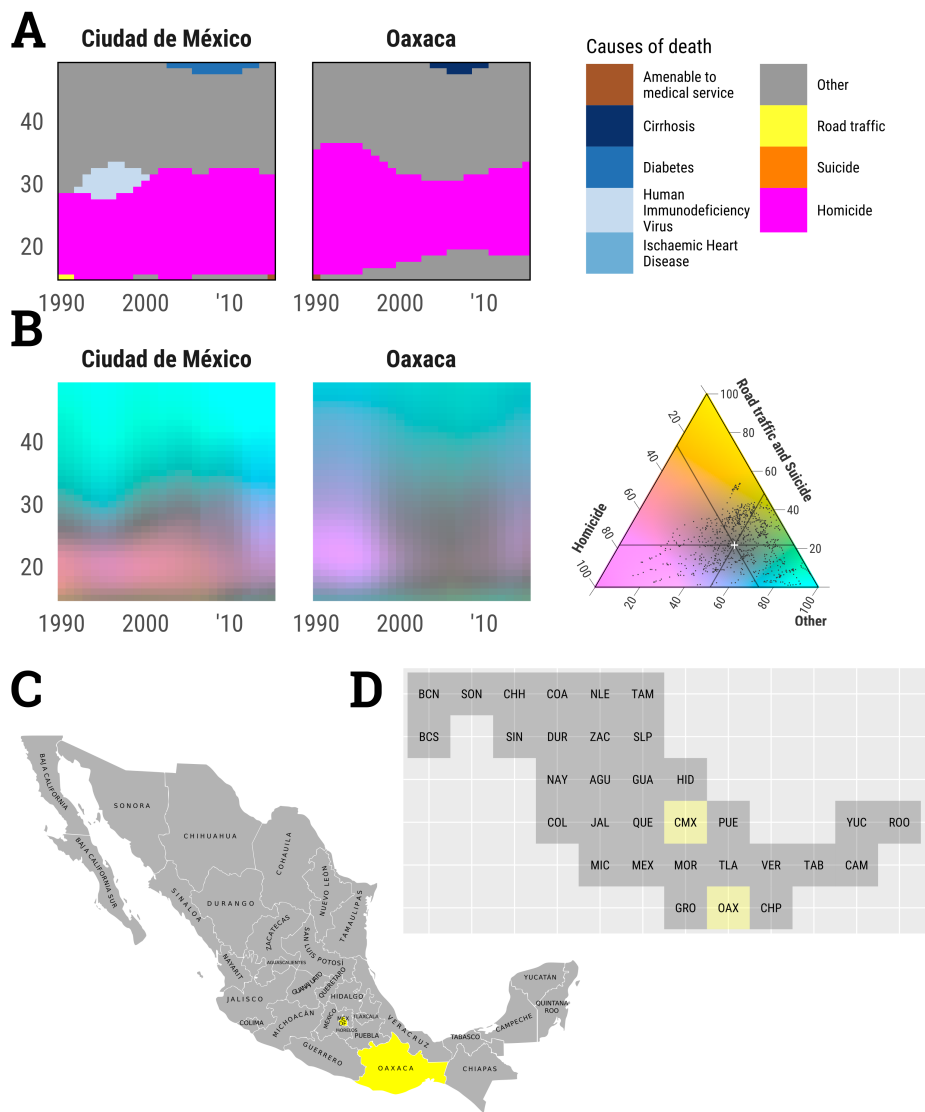 A
Ciudad de México
Oaxaca
40
30
20
1990
2000
'10
1990
2000
'10
Causes of death
Amenable to
medical service
Cirrhosis
Diabetes
Human
Immunodeficiency
Virus
Ischaemic Heart
Disease
Other
Road traffic
Suicide
Homicide
B
Ciudad de México
Oaxaca
40
30
20
1990
2000
'10
1990
2000
'10
Road traffic and Suicide
100
80
60
40
20
Homicide
20
40
60
80
100
20
40
60
80
100
Other
C
BAJA CALIFORNIA
BAJA CALIFORNIA SUR
SONORA
CHIHUAHUA
COAHUILA
NUEVO LEÓN
TAMAULIPAS
SINALOA
DURANGO
ZACATECAS
SAN LUIS POTOSÍ
NAYARIT
AGUASCALIENTES
GUANAJUATO
QUERÉTARO
HIDALGO
JALISCO
COLIMA
MICHOACÁN
MÉXICO
MEX
DF
TLAXCALA
MORELOS
PUEBLA
VERACRUZ
GUERRERO
OAXACA
TABASCO
CHIAPAS
CAMPECHE
YUCATÁN
QUINTANA
ROO
D
BCN SON CHH COA NLE TAM
BCS SIN DUR ZAC SLP
NAY AGU GUA HID
COL JAL QUE CMX PUE YUC ROO
MIC MEX MOR TLA VER TAB CAM
GRO OAX CHP